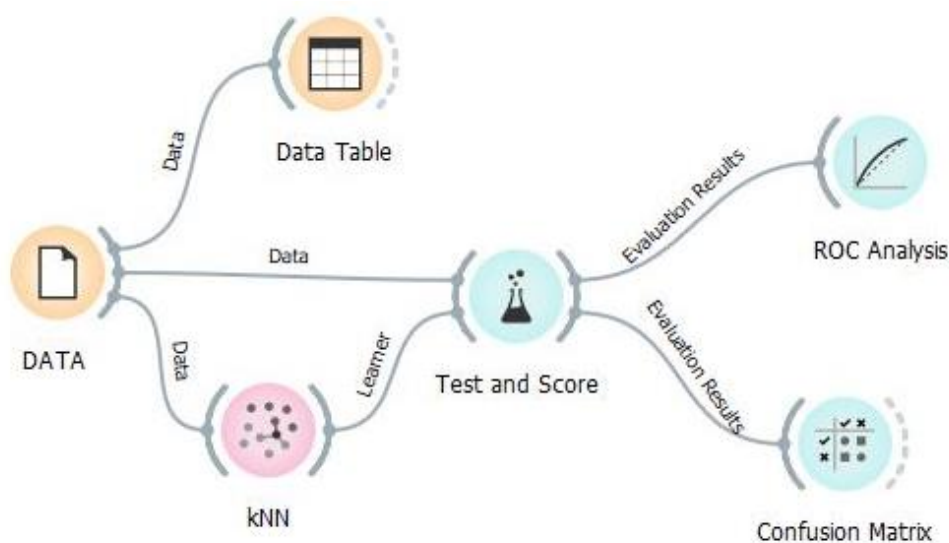 Data Table
Data
ROC Analysis
Evaluation Results
Data
DATA
Data
Learner
Test and Score
Evaluation Results
kNN
Confusion Matrix